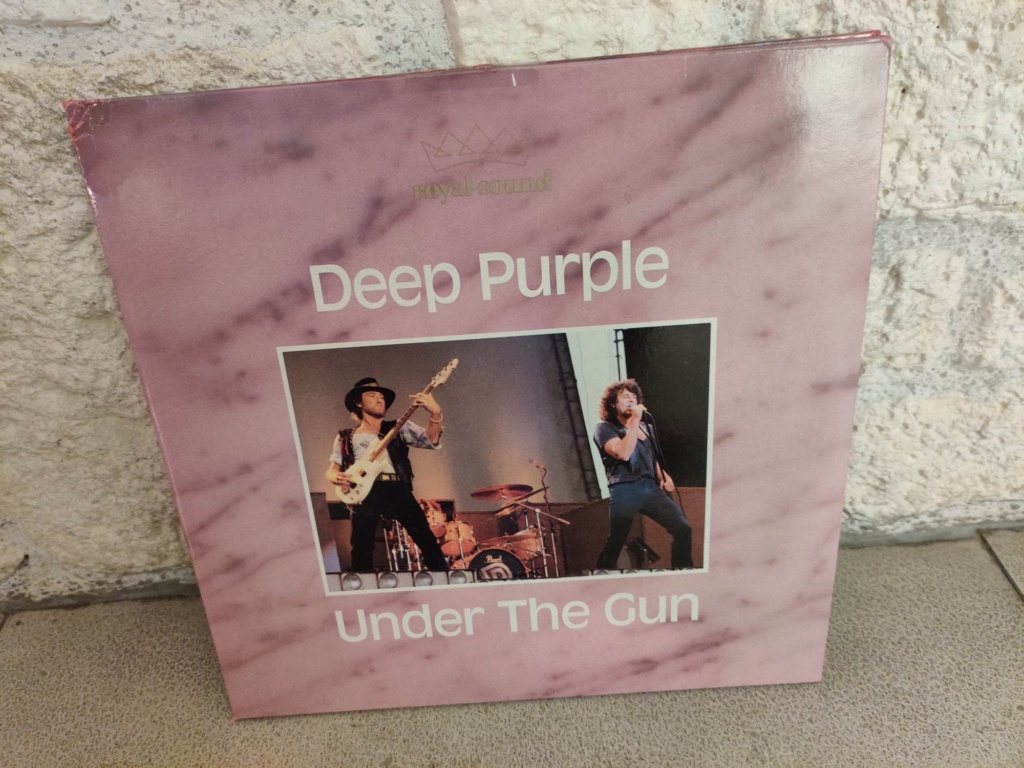 royal sound
Deep Purple
Under The Gun